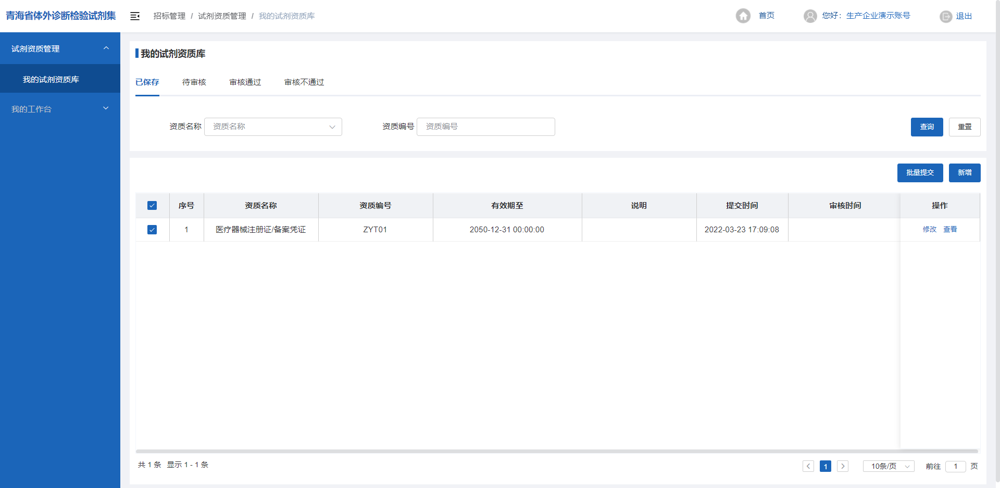 青海省体外诊断检验试剂集
招标管理 / 试剂资质管理 / 我的试剂资质库
首页
您好：生产企业演示账号
退出
试剂资质管理
我的试剂资质库
我的工作台
我的试剂资质库
已保存 待审核 审核通过 审核不通过
资质名称 资质名称 资质编号 资质编号 查询 重置
批量提交 新增
序号 资质名称 资质编号 有效期至 说明 提交时间 审核时间 操作
1 医疗器械注册证/备案凭证 ZYT01 2050-12-31 00:00:00 2022-03-23 17:09:08 修改 查看
共 1 条 显示 1 - 1 条 1 10条/页 前往 1 页